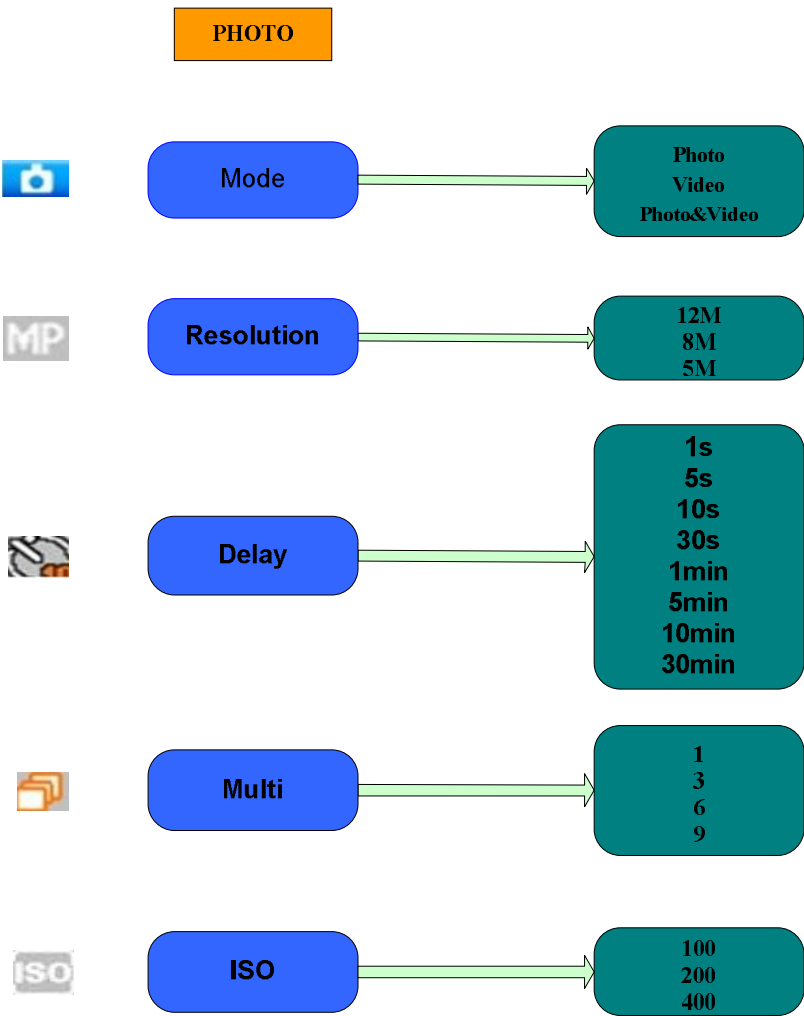 PHOTO
Mode
Photo
Video
Photo&Video
MP
Resolution
12M
8M
5M
Delay
1s
5s
10s
30s
1min
5min
10min
30min
Multi
1
3
6
9
ISO
ISO
100
200
400